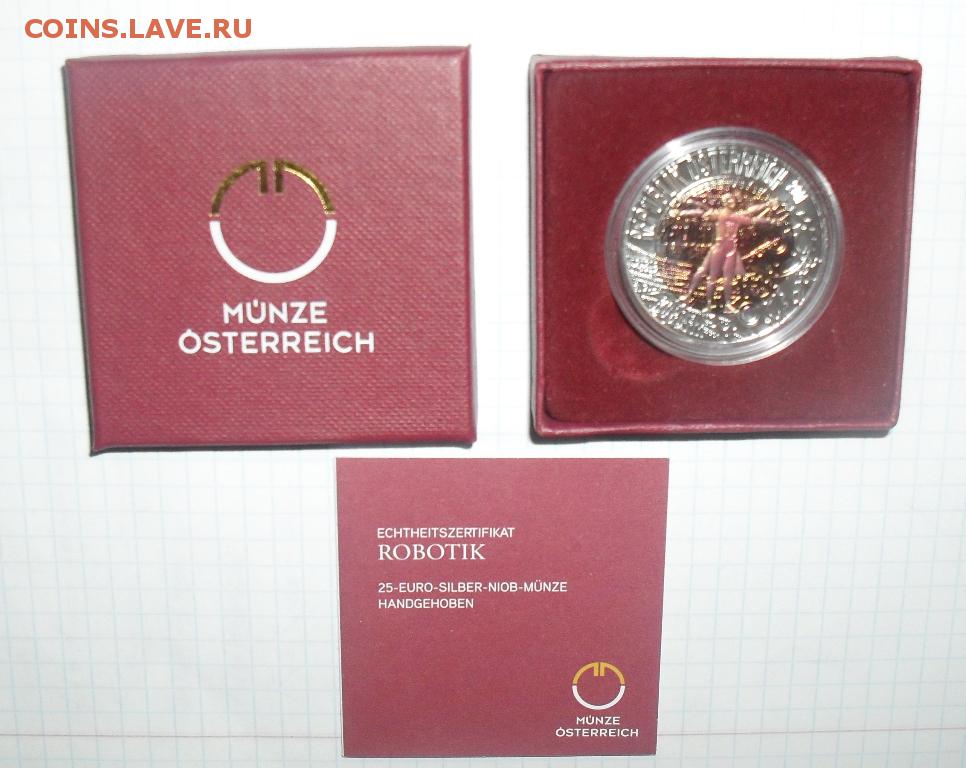 COINS.LAVE.RU
MÜNZE
ÖSTERREICH
REPUBLIK ÖSTERREICH
ECHTHEITSZERTIFIKAT
ROBOTIK
25-EURO-SILBER-NIOB-MÜNZE
HANDGEHOBEN
MÜNZE
ÖSTERREICH